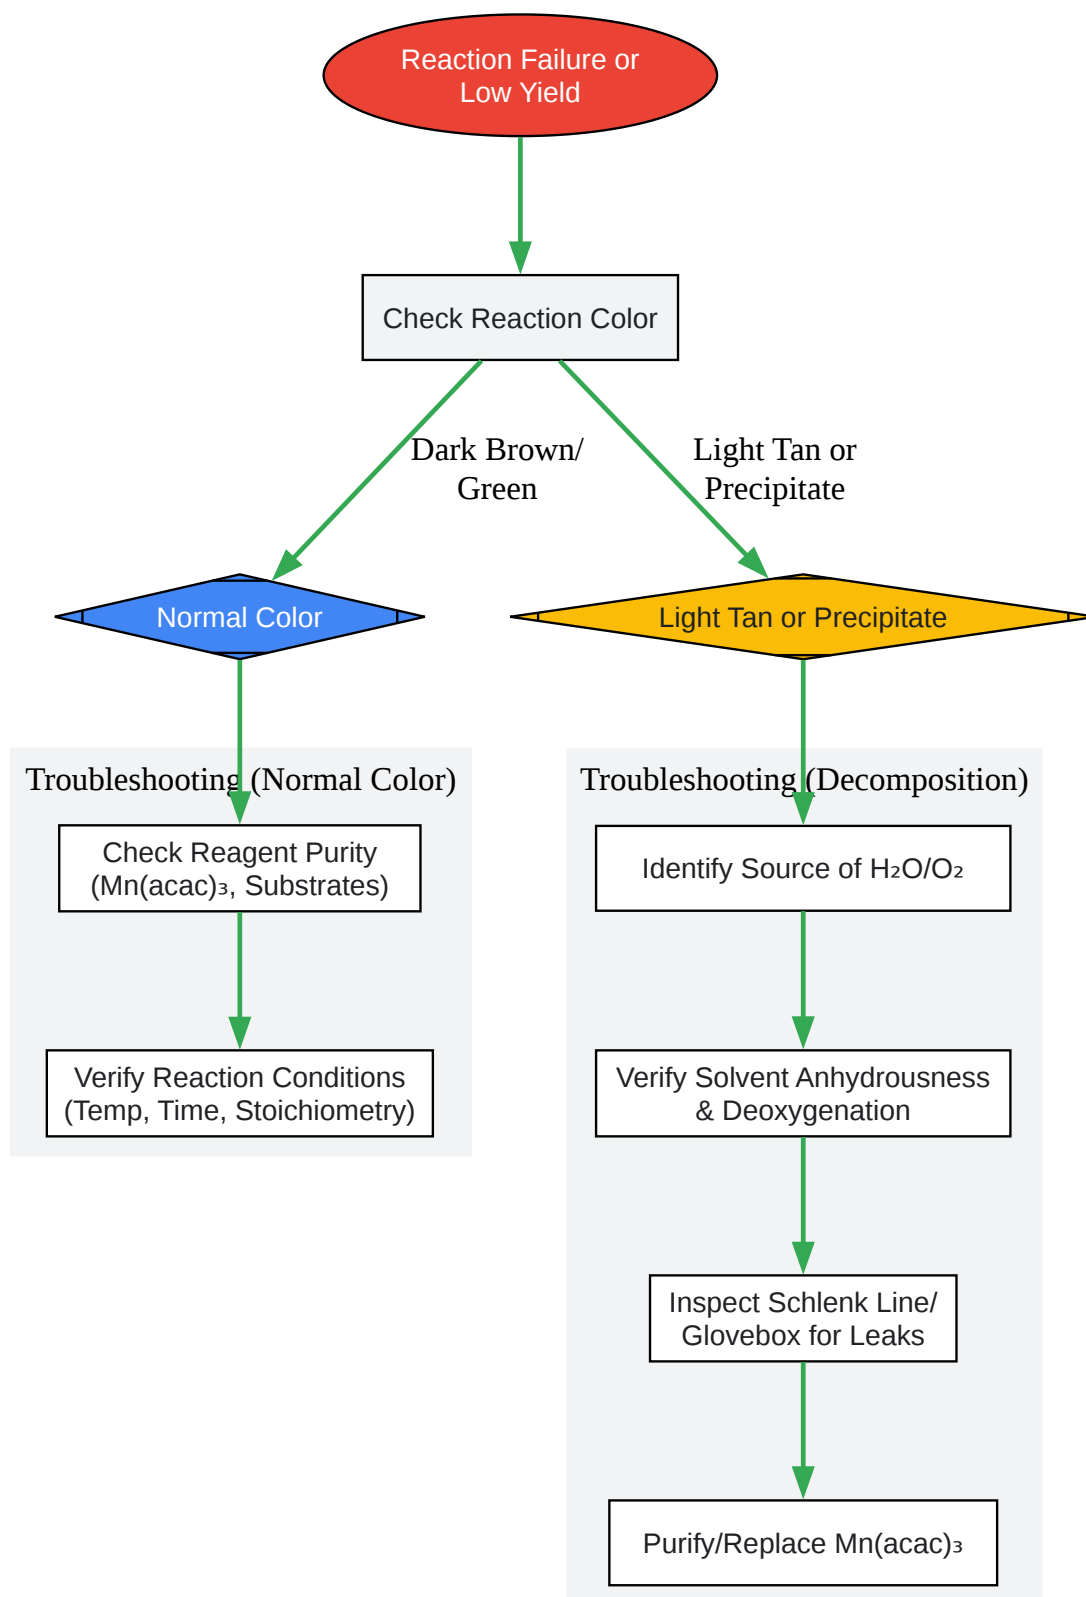 Reaction Failure or
Low Yield
Check Reaction Color
Dark Brown/
Green
Light Tan or
Precipitate
Normal Color
Light Tan or Precipitate
Troubleshooting (Normal Color)
Check Reagent Purity
(Mn(acac)₃, Substrates)
Verify Reaction Conditions
(Temp, Time, Stoichiometry)
Troubleshooting (Decomposition)
Identify Source of H₂O/O₂
Verify Solvent Anhydrousness
& Deoxygenation
Inspect Schlenk Line/
Glovebox for Leaks
Purify/Replace Mn(acac)₃